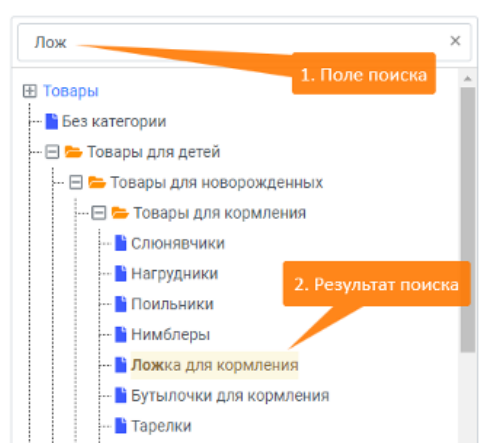 Лож
1. Поле поиска
Товары
Без категории
Товары для детей
Товары для новорожденных
Товары для кормления
Слюнявчики
Нагрудники
2. Результат поиска
Поильники
Нимблеры
Ложка для кормления
Бутылочки для кормления
Тарелки